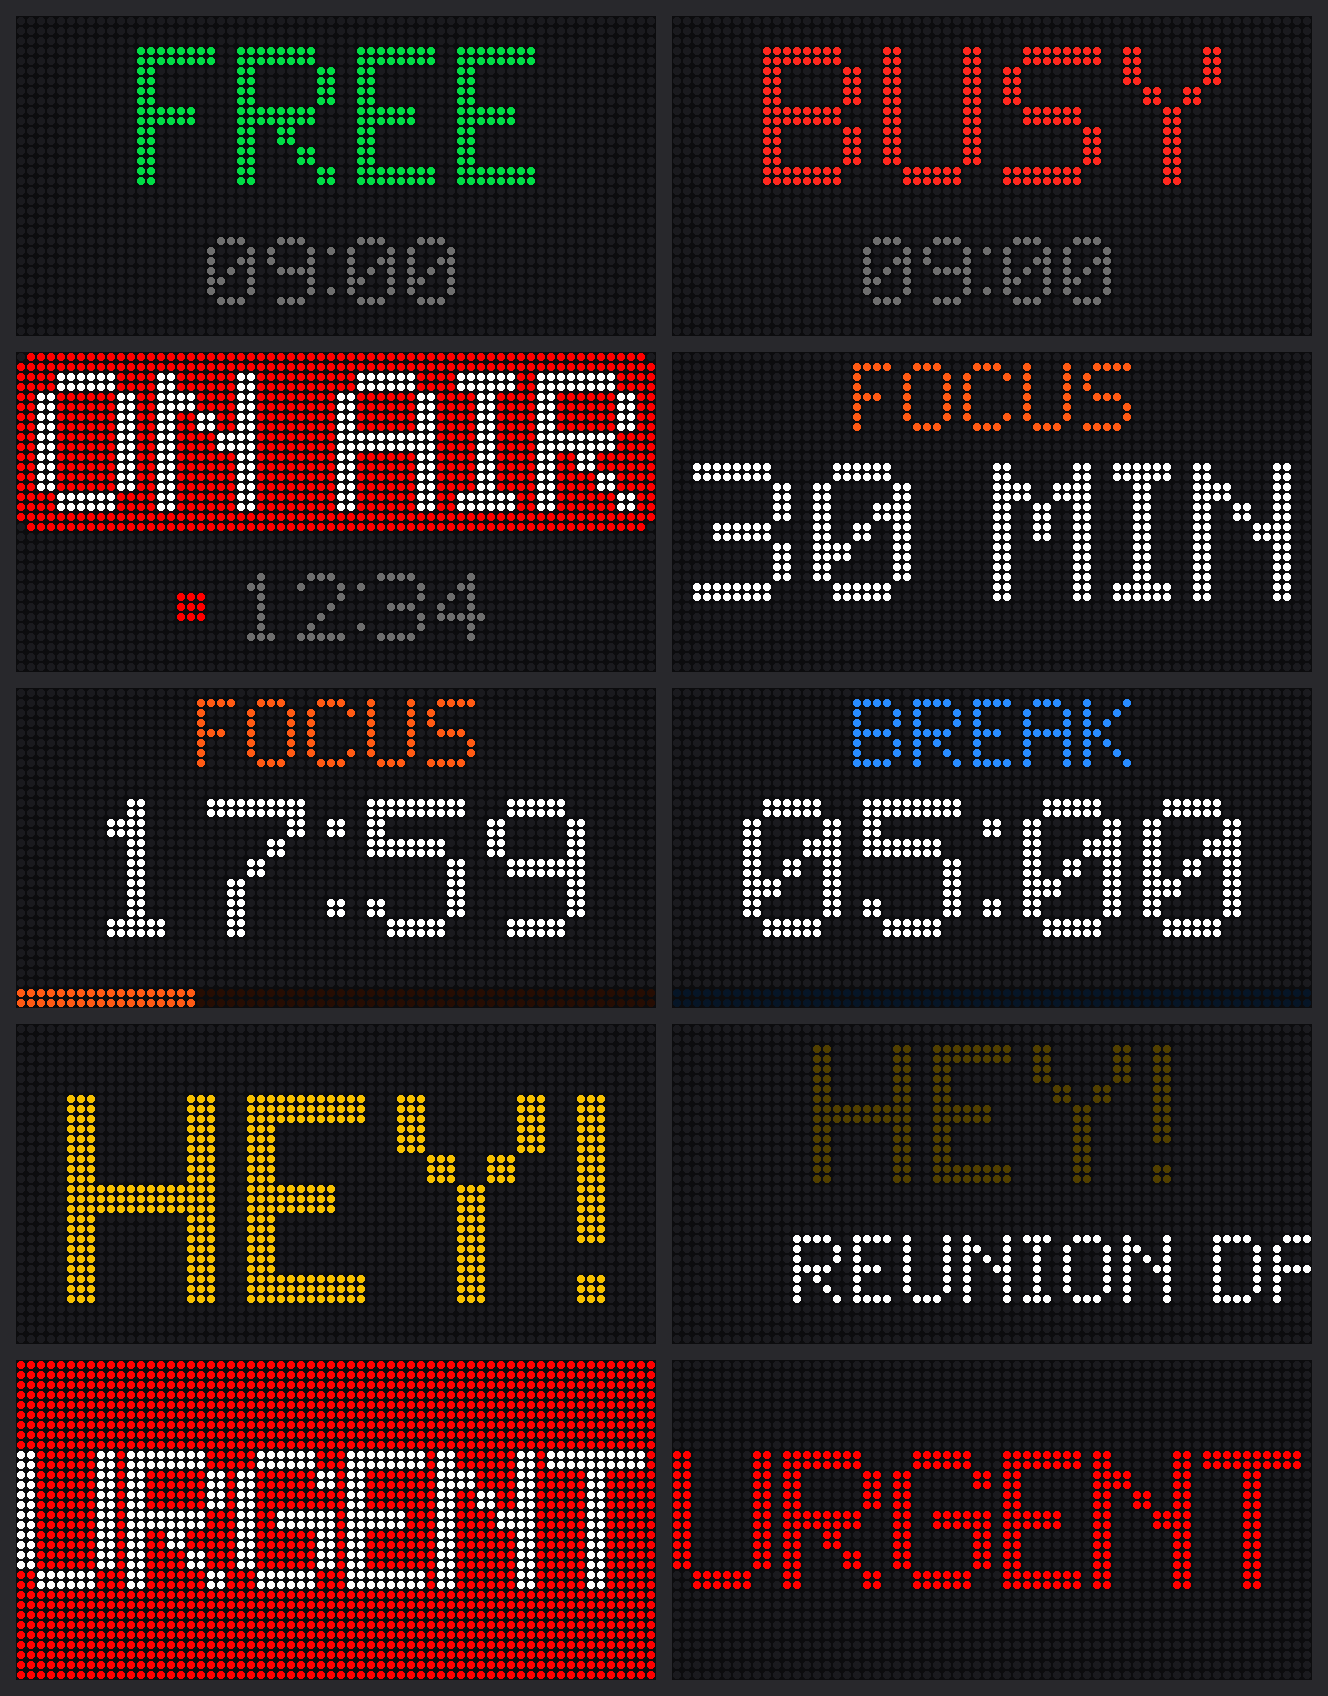 FREE
09:00
BUSY
09:00
ON AIR
12:34
FOCUS
30 MIN
FOCUS
17:59
BREAK
05:00
HEY!
HEY!
REUNION DA
URGENT
URGENT